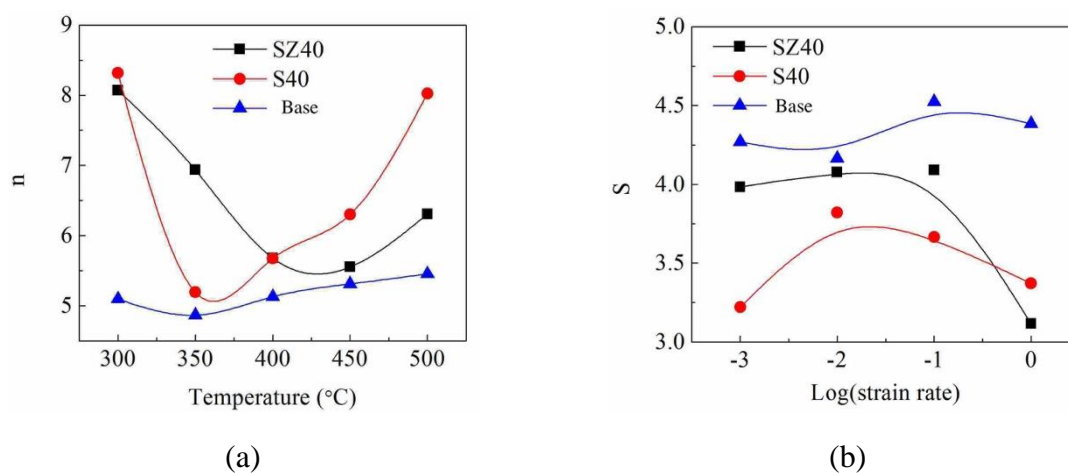 9
8
7
6
5
n
300 350 400 450 500
Temperature (°C)
SZ40
S40
Base
(a)
5.0
4.5
4.0
3.5
3.0
S
-3 -2 -1 0
Log(strain rate)
SZ40
S40
Base
(b)